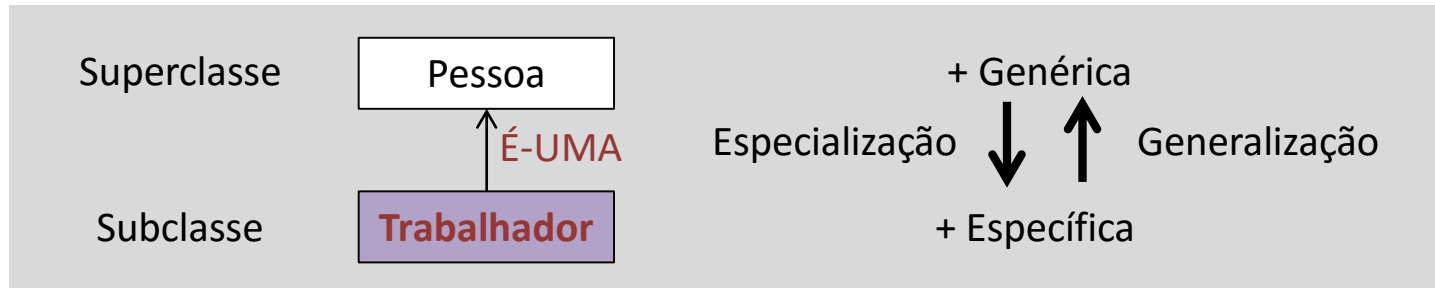 Superclasse Pessoa + Genérica
É-UMA Especialização Generalização
Subclasse Trabalhador + Específica